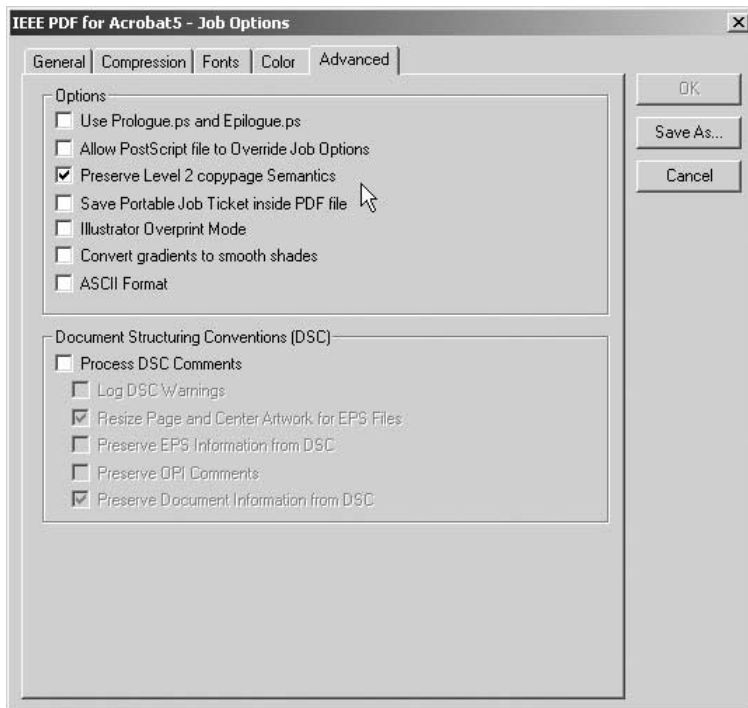 IEEE PDF for Acrobat5 - Job Options
General Compression Fonts Color Advanced
Options
Use Prologue.ps and Epilogue.ps
Allow PostScript file to Override Job Options
Preserve Level 2 copypage Semantics
Save Portable Job Ticket inside PDF file
Illustrator Overprint Mode
Convert gradients to smooth shades
ASCII Format
Document Structuring Conventions (DSC)
Process DSC Comments
Log DSC Warnings
Resize Page and Center Artwork for EPS Files
Preserve EPS Information from DSC
Preserve OPI Comments
Preserve Document Information from DSC
OK
Save As...
Cancel